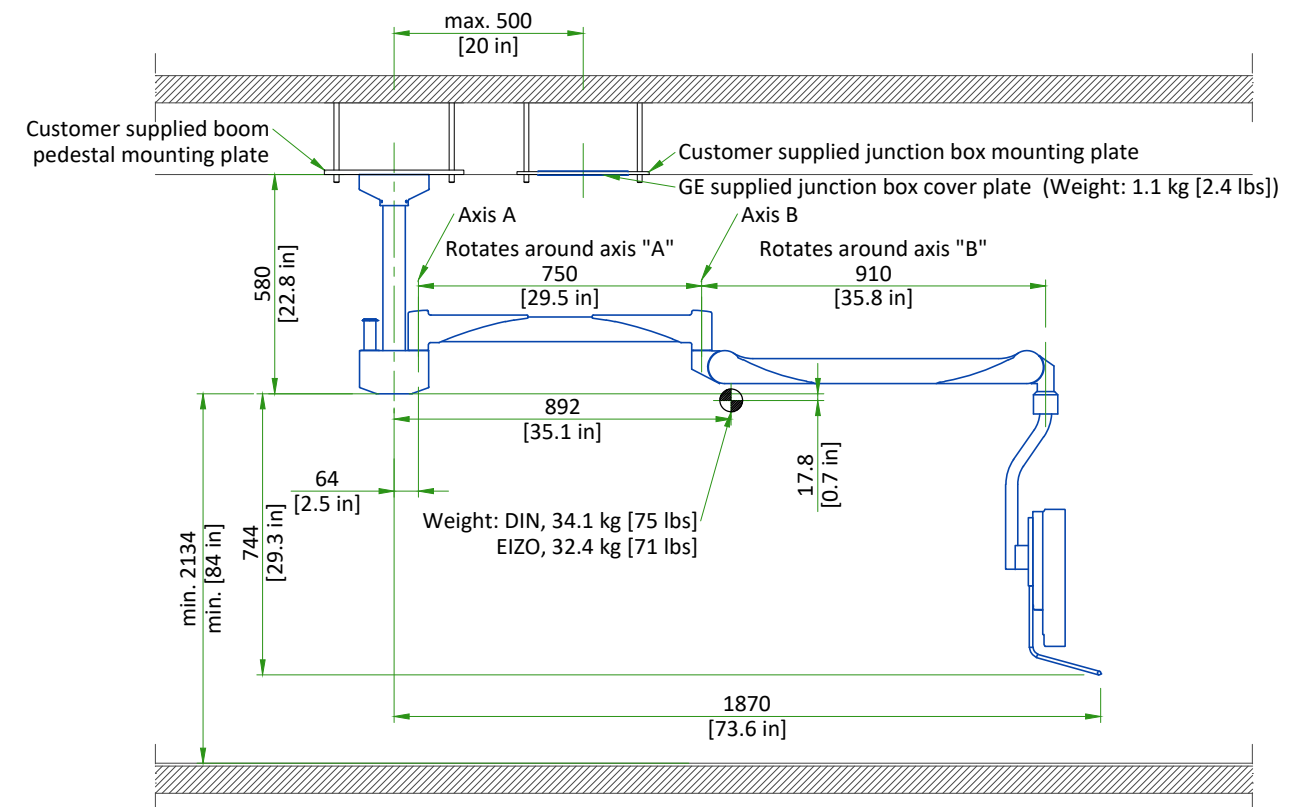 max. 500
[20 in]
Customer supplied boom
pedestal mounting plate
Customer supplied junction box mounting plate
GE supplied junction box cover plate  (Weight: 1.1 kg [2.4 lbs])
Axis A
Axis B
Rotates around axis "A"
Rotates around axis "B"
750
[29.5 in]
910
[35.8 in]
580
[22.8 in]
892
[35.1 in]
17.8
[0.7 in]
64
[2.5 in]
Weight: DIN, 34.1 kg [75 lbs]
EIZO, 32.4 kg [71 lbs]
744
[29.3 in]
min. 2134
min. [84 in]
1870
[73.6 in]